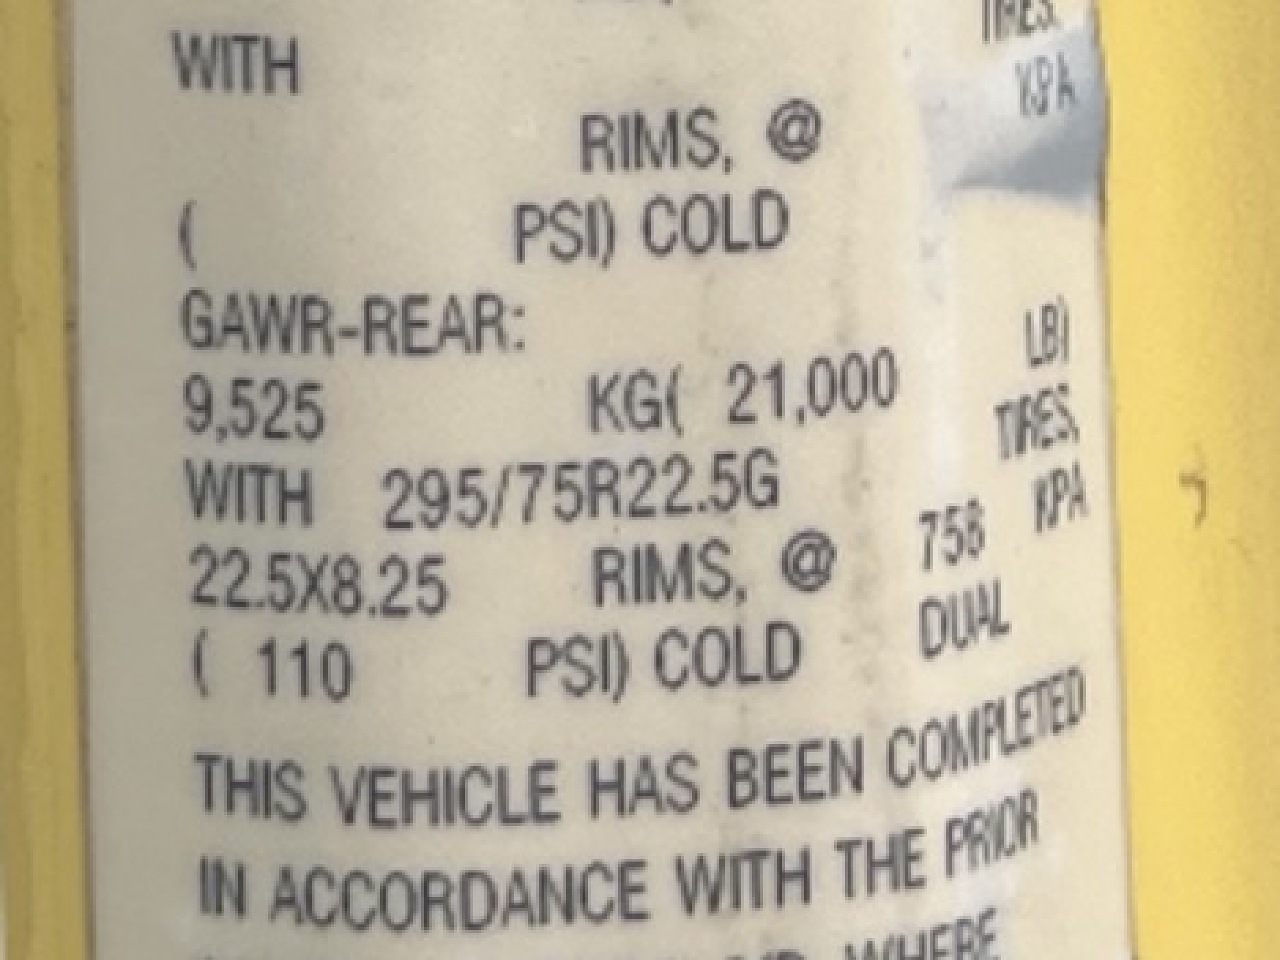 TIRES,
WITH KPA
RIMS, @
( PSI) COLD
GAWR-REAR:
9,525 KG( 21,000 LB)
WITH 295/75R22.5G TIRES,
22.5X8.25 RIMS, @ 758 KPA
( 110 PSI) COLD DUAL
THIS VEHICLE HAS BEEN COMPLETED
IN ACCORDANCE WITH THE PRIOR
WHERE